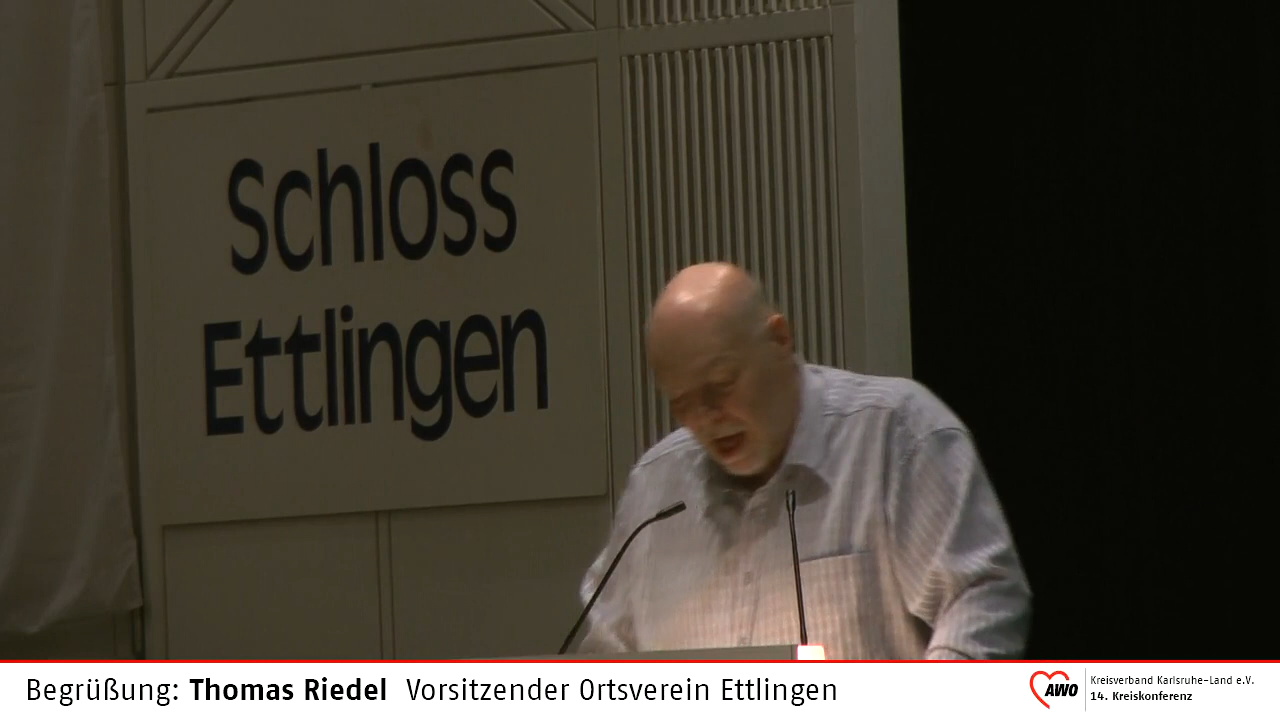 Schloss
Ettlingen
Begrüßung: Thomas Riedel Vorsitzender Ortsverein Ettlingen
AWO
Kreisverband Karlsruhe-Land e.V.
14. Kreiskonferenz